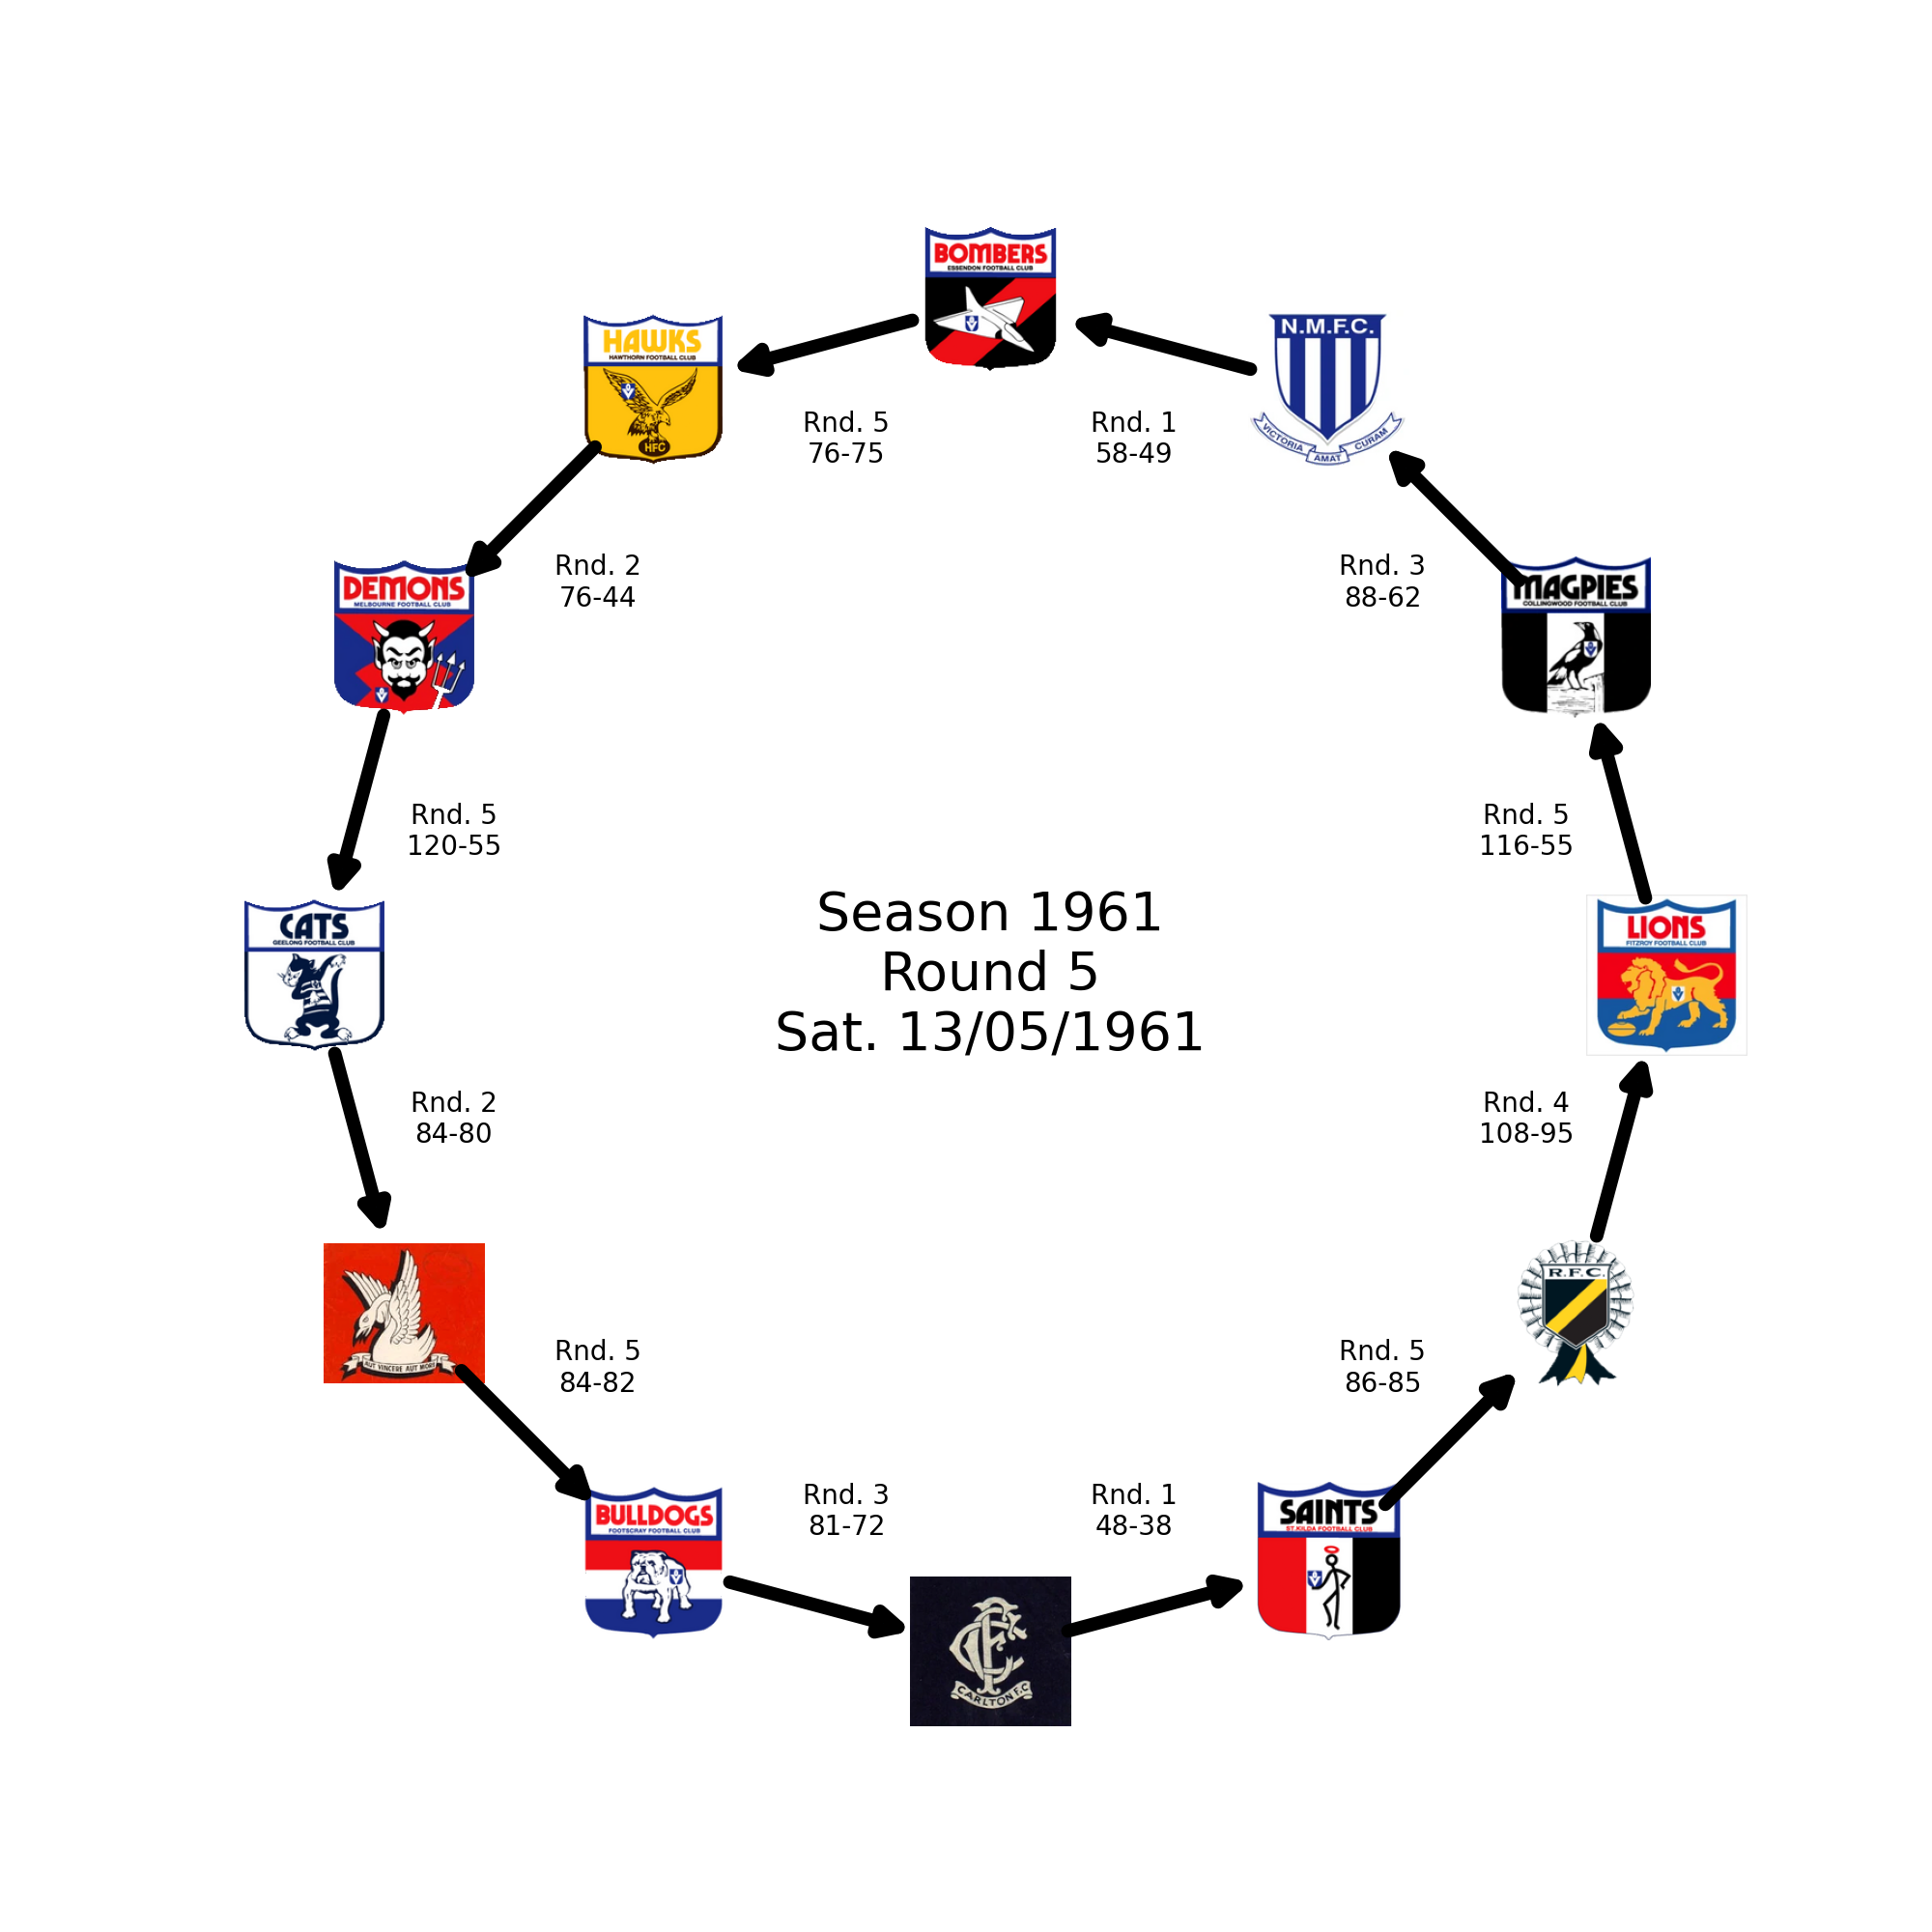 BOMBERS
ESSENDON FOOTBALL CLUB
HAWKS
HAWTHORN FOOTBALL CLUB
HFC
N.M.F.C.
VICTORIA AMAT CURAM
Rnd. 5
76-75
Rnd. 1
58-49
DEMONS
MELBOURNE FOOTBALL CLUB
Rnd. 2
76-44
Rnd. 3
88-62
MAGPIES
COLLINGWOOD FOOTBALL CLUB
Rnd. 5
120-55
Rnd. 5
116-55
CATS
GEELONG FOOTBALL CLUB
Season 1961
Round 5
Sat. 13/05/1961
LIONS
FITZROY FOOTBALL CLUB
Rnd. 2
84-80
Rnd. 4
108-95
AUT VINCERE AUT MORI
R.F.C.
Rnd. 5
84-82
Rnd. 5
86-85
BULLDOGS
FOOTSCRAY FOOTBALL CLUB
Rnd. 3
81-72
Rnd. 1
48-38
SAINTS
ST.KILDA FOOTBALL CLUB
CFC
CARLTON F.C